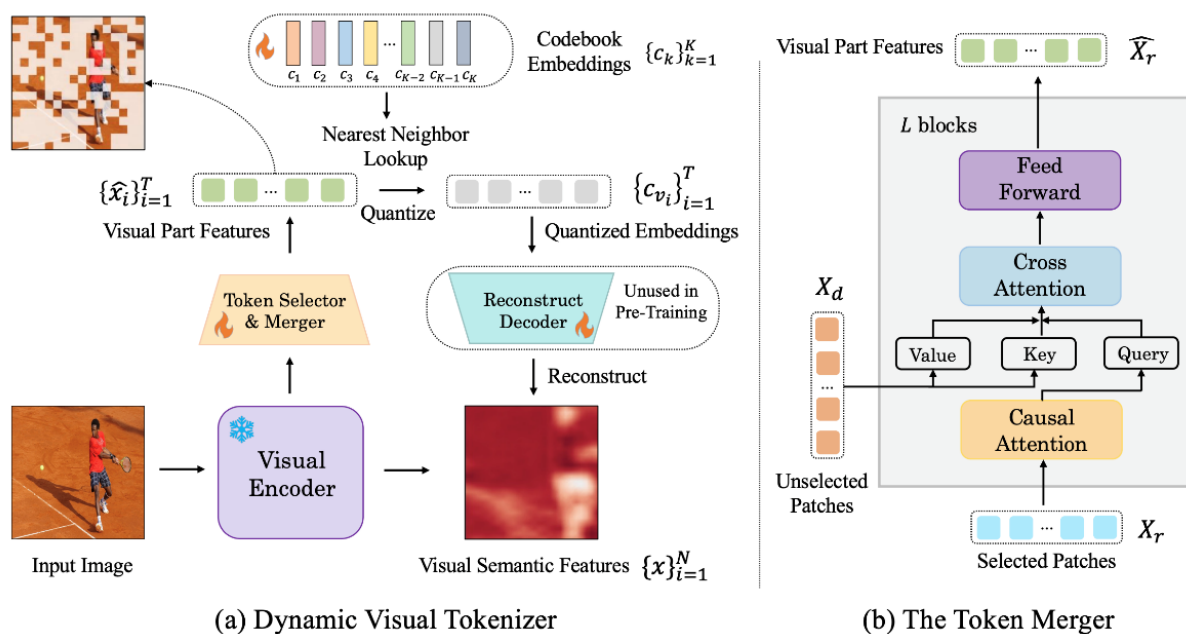 Codebook
Embeddings {c_k}_{k=1}^K
c_1 c_2 c_3 c_4 ... c_{K-2} c_{K-1} c_K
Nearest Neighbor
Lookup
{x̂_i}_{i=1}^T
...
Quantize
...
{c_{v_i}}_{i=1}^T
Visual Part Features
Quantized Embeddings
Token Selector
& Merger
Reconstruct
Decoder
Unused in
Pre-Training
Reconstruct
Visual
Encoder
Input Image
Visual Semantic Features {x}_{i=1}^N
(a) Dynamic Visual Tokenizer
Visual Part Features
...
X̂_r
L blocks
Feed
Forward
Cross
Attention
X_d
Value
Key
Query
...
Causal
Attention
Unselected
Patches
...
X_r
Selected Patches
(b) The Token Merger